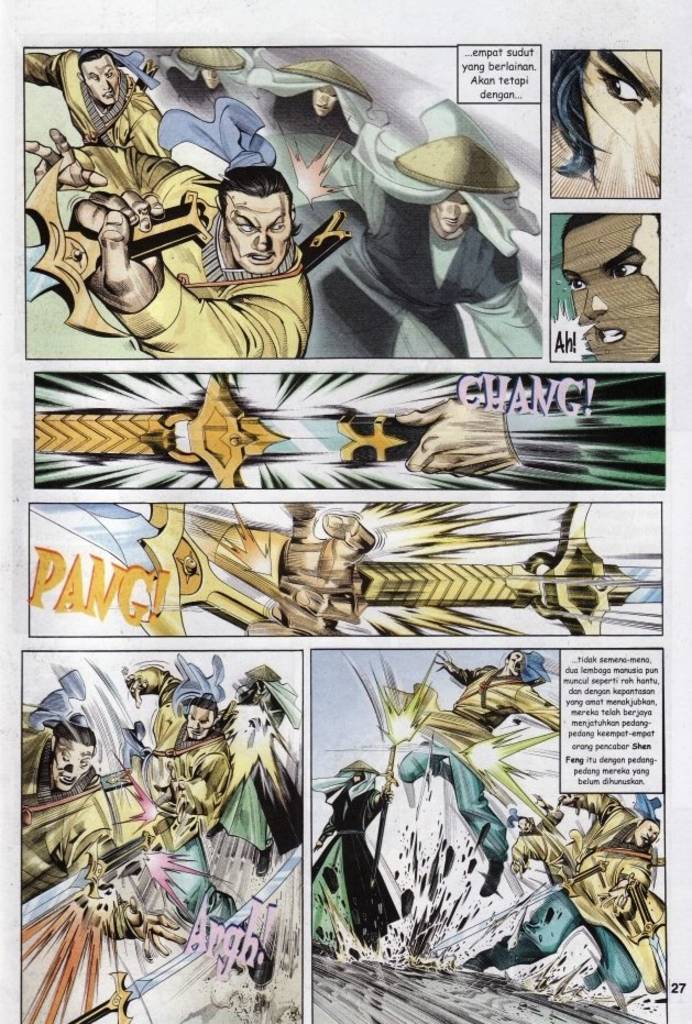 ...empat sudut
yang berlainan.
Akan tetapi
dengan...
Ah!
CHANG!
PANG!
Argh!
...tidak semena-mena,
dua lembaga manusia pun
muncul seperti roh hantu,
dan dengan kepantasan
yang amat menakjubkan,
mereka telah berjaya
menjatuhkan pedang-
pedang keempat-empat
orang pencabar Shen
Feng itu dengan pedang-
pedang mereka yang
belum dihunuskan.
27